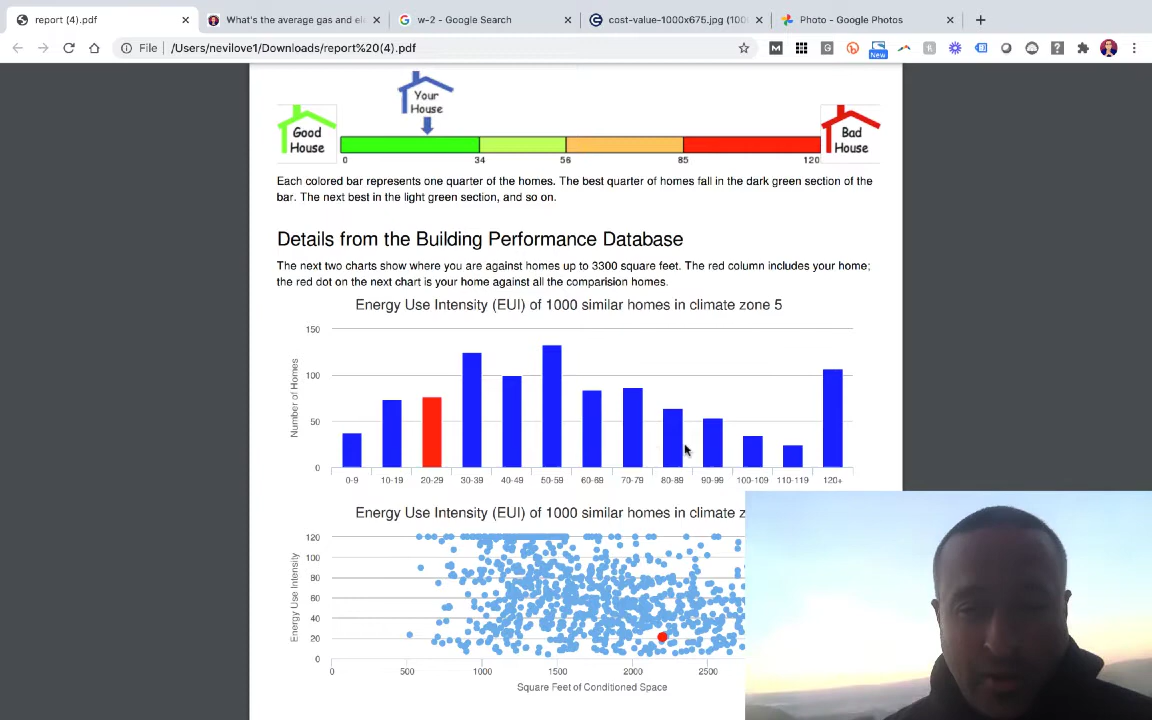 report (4).pdf
What's the average gas and el
w-2 - Google Search
cost-value-1000x675.jpg (100
Photo - Google Photos
File
/Users/nevilove1/Downloads/report%20(4).pdf
New
Your
House
Good
House
Bad
House
0 34 56 85 120
Each colored bar represents one quarter of the homes. The best quarter of homes fall in the dark green section of the
bar. The next best in the light green section, and so on.
Details from the Building Performance Database
The next two charts show where you are against homes up to 3300 square feet. The red column includes your home;
the red dot on the next chart is your home against all the comparision homes.
Energy Use Intensity (EUI) of 1000 similar homes in climate zone 5
Number of Homes
150
100
50
0
0-9 10-19 20-29 30-39 40-49 50-59 60-69 70-79 80-89 90-99 100-109 110-119 120+
Energy Use Intensity (EUI) of 1000 similar homes in climate z
Energy Use Intensity
120
100
80
60
40
20
0
0 500 1000 1500 2000 2500
Square Feet of Conditioned Space